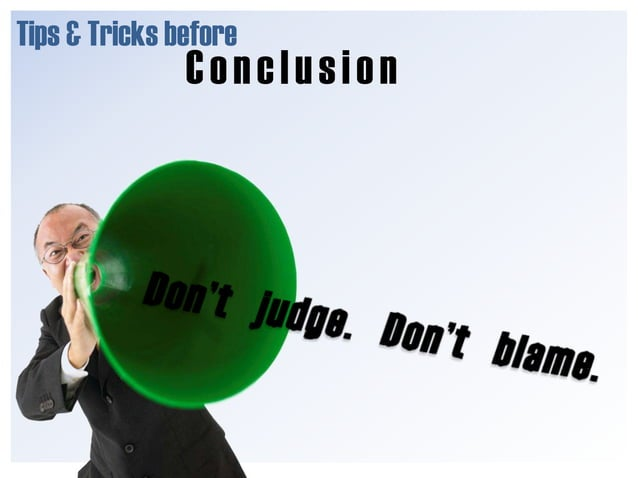 Tips & Tricks before
Conclusion
Don't judge. Don't blame.